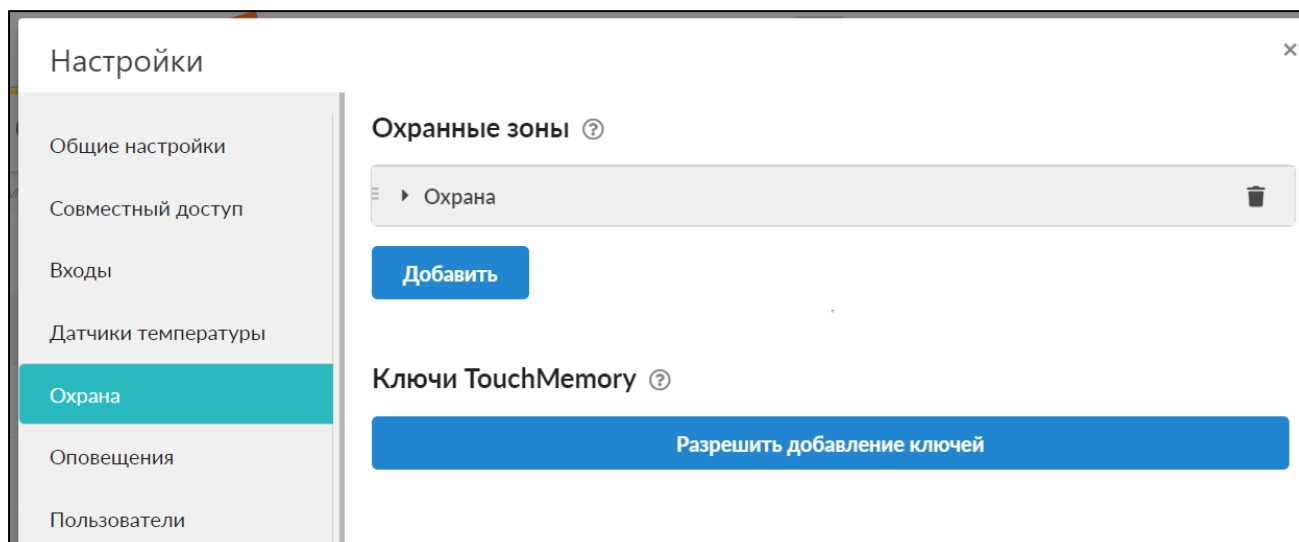 Настройки
×
Общие настройки
Совместный доступ
Входы
Датчики температуры
Охрана
Оповещения
Пользователи
Охранные зоны ?
Охрана
Добавить
Ключи TouchMemory ?
Разрешить добавление ключей